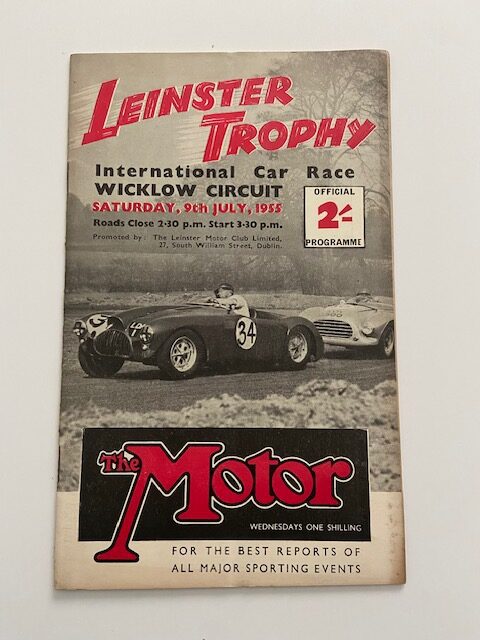 LEINSTER
TROPHY
International Car Race
WICKLOW CIRCUIT
SATURDAY, 9th JULY, 1955
Roads Close 2·30 p.m. Start 3·30 p.m.
Promoted by: The Leinster Motor Club Limited,
27, South William Street, Dublin.
OFFICIAL
2/-
PROGRAMME
34
The Motor
WEDNESDAYS ONE SHILLING
FOR THE BEST REPORTS OF
ALL MAJOR SPORTING EVENTS